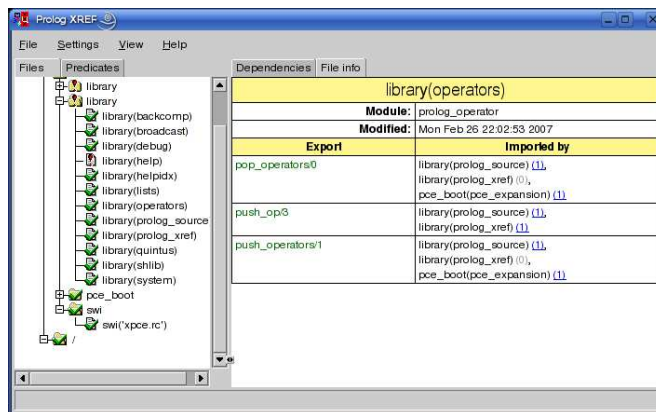 Prolog XREF
File Settings View Help
Files Predicates
library
library
library(backcomp)
library(broadcast)
library(debug)
library(help)
library(helpidx)
library(lists)
library(operators)
library(prolog_source
library(prolog_xref)
library(quintus)
library(shlib)
library(system)
pce_boot
swi
swi('xpce.rc')
/
Dependencies File info
library(operators)
Module: prolog_operator
Modified: Mon Feb 26 22:02:53 2007
Export Imported by
pop_operators/0 library(prolog_source) (1),
library(prolog_xref) (0),
pce_boot(pce_expansion) (1)
push_op/3 library(prolog_source) (1),
library(prolog_xref) (1)
push_operators/1 library(prolog_source) (1),
library(prolog_xref) (0),
pce_boot(pce_expansion) (1)